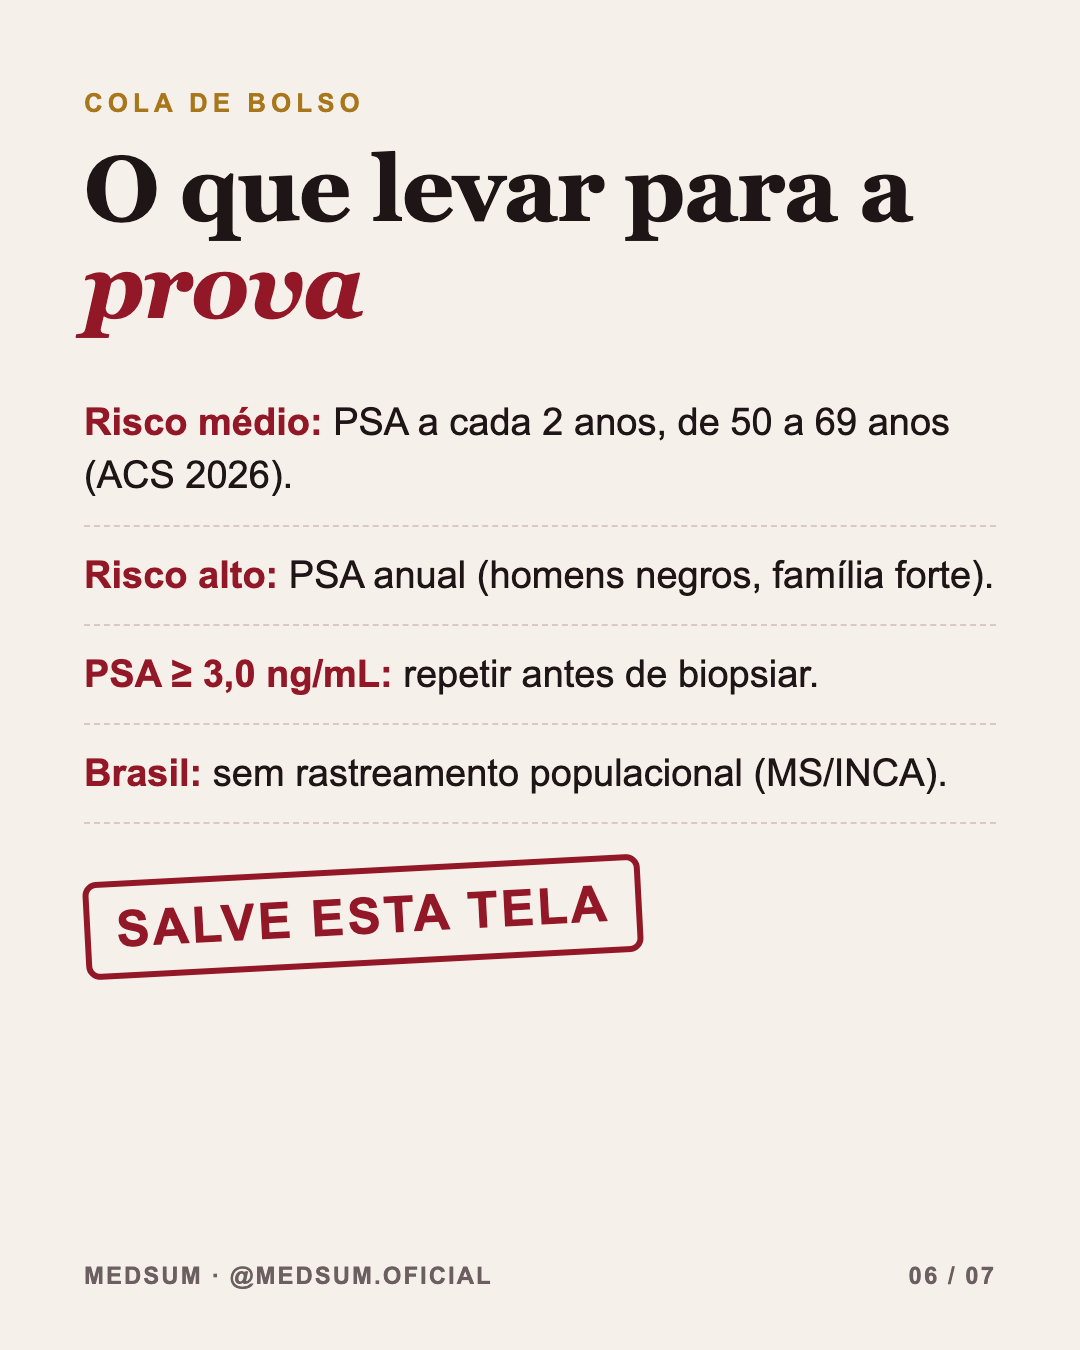 COLA DE BOLSO
O que levar para a
prova
Risco médio: PSA a cada 2 anos, de 50 a 69 anos
(ACS 2026).
Risco alto: PSA anual (homens negros, família forte).
PSA ≥ 3,0 ng/mL: repetir antes de biopsiar.
Brasil: sem rastreamento populacional (MS/INCA).
SALVE ESTA TELA
MEDSUM · @MEDSUM.OFICIAL
06 / 07